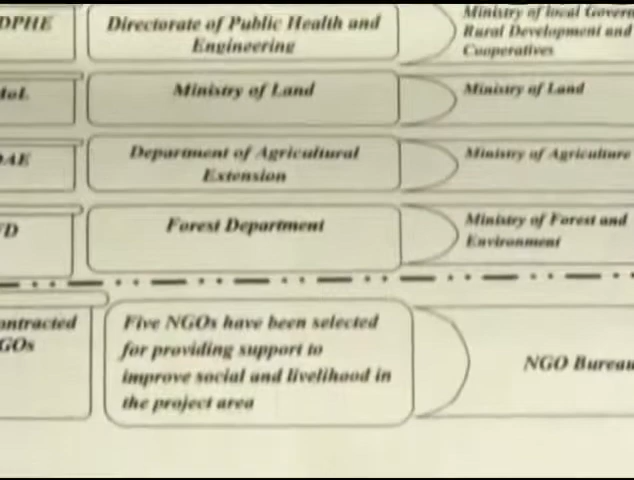 DPHE
Directorate of Public Health and
Engineering
Ministry of local Govern
Rural Development and
Cooperatives
MoL
Ministry of Land
Ministry of Land
DAE
Department of Agricultural
Extension
Ministry of Agriculture
FD
Forest Department
Ministry of Forest and
Environment
ontracted
GOs
Five NGOs have been selected
for providing support to
improve social and livelihood in
the project area
NGO Bureau